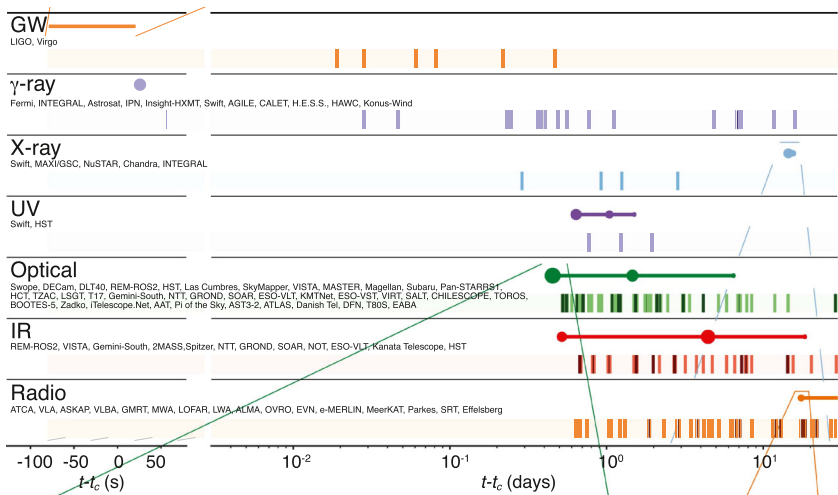 GW
LIGO, Virgo
γ-ray
Fermi, INTEGRAL, Astrosat, IPN, Insight-HXMT, Swift, AGILE, CALET, H.E.S.S., HAWC, Konus-Wind
X-ray
Swift, MAXI/GSC, NuSTAR, Chandra, INTEGRAL
UV
Swift, HST
Optical
Swope, DECam, DLT40, REM-ROS2, HST, Las Cumbres, SkyMapper, VISTA, MASTER, Magellan, Subaru, Pan-STARRS1,
HCT, TZAC, LSGT, T17, Gemini-South, NTT, GROND, SOAR, ESO-VLT, KMTNet, ESO-VST, VIRT, SALT, CHILESCOPE, TOROS,
BOOTES-5, Zadko, iTelescope.Net, AAT, Pi of the Sky, AST3-2, ATLAS, Danish Tel, DFN, T80S, EABA
IR
REM-ROS2, VISTA, Gemini-South, 2MASS,Spitzer, NTT, GROND, SOAR, NOT, ESO-VLT, Kanata Telescope, HST
Radio
ATCA, VLA, ASKAP, VLBA, GMRT, MWA, LOFAR, LWA, ALMA, OVRO, EVN, e-MERLIN, MeerKAT, Parkes, SRT, Effelsberg
-100 -50 0 50 10⁻² 10⁻¹ 10⁰ 10¹
t-t_c (s) t-t_c (days)